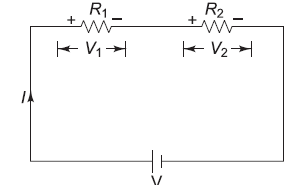 R₁ R₂
+ − + −
V₁ V₂
I
V